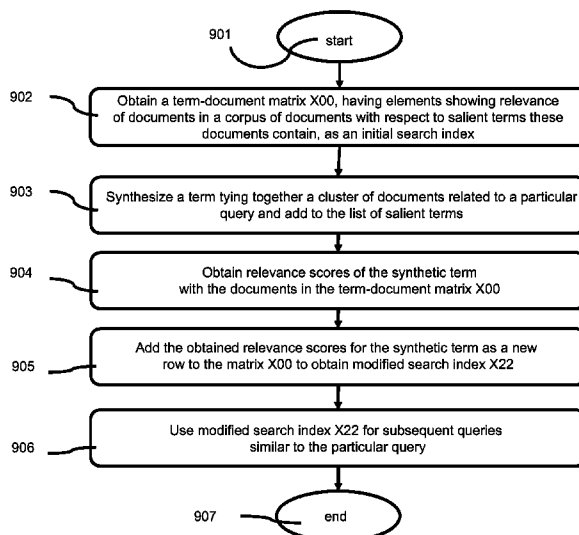 901
start
902
Obtain a term-document matrix X00, having elements showing relevance
of documents in a corpus of documents with respect to salient terms these
documents contain, as an initial search index
903
Synthesize a term tying together a cluster of documents related to a particular
query and add to the list of salient terms
904
Obtain relevance scores of the synthetic term
with the documents in the term-document matrix X00
905
Add the obtained relevance scores for the synthetic term as a new
row to the matrix X00 to obtain modified search index X22
906
Use modified search index X22 for subsequent queries
similar to the particular query
907
end